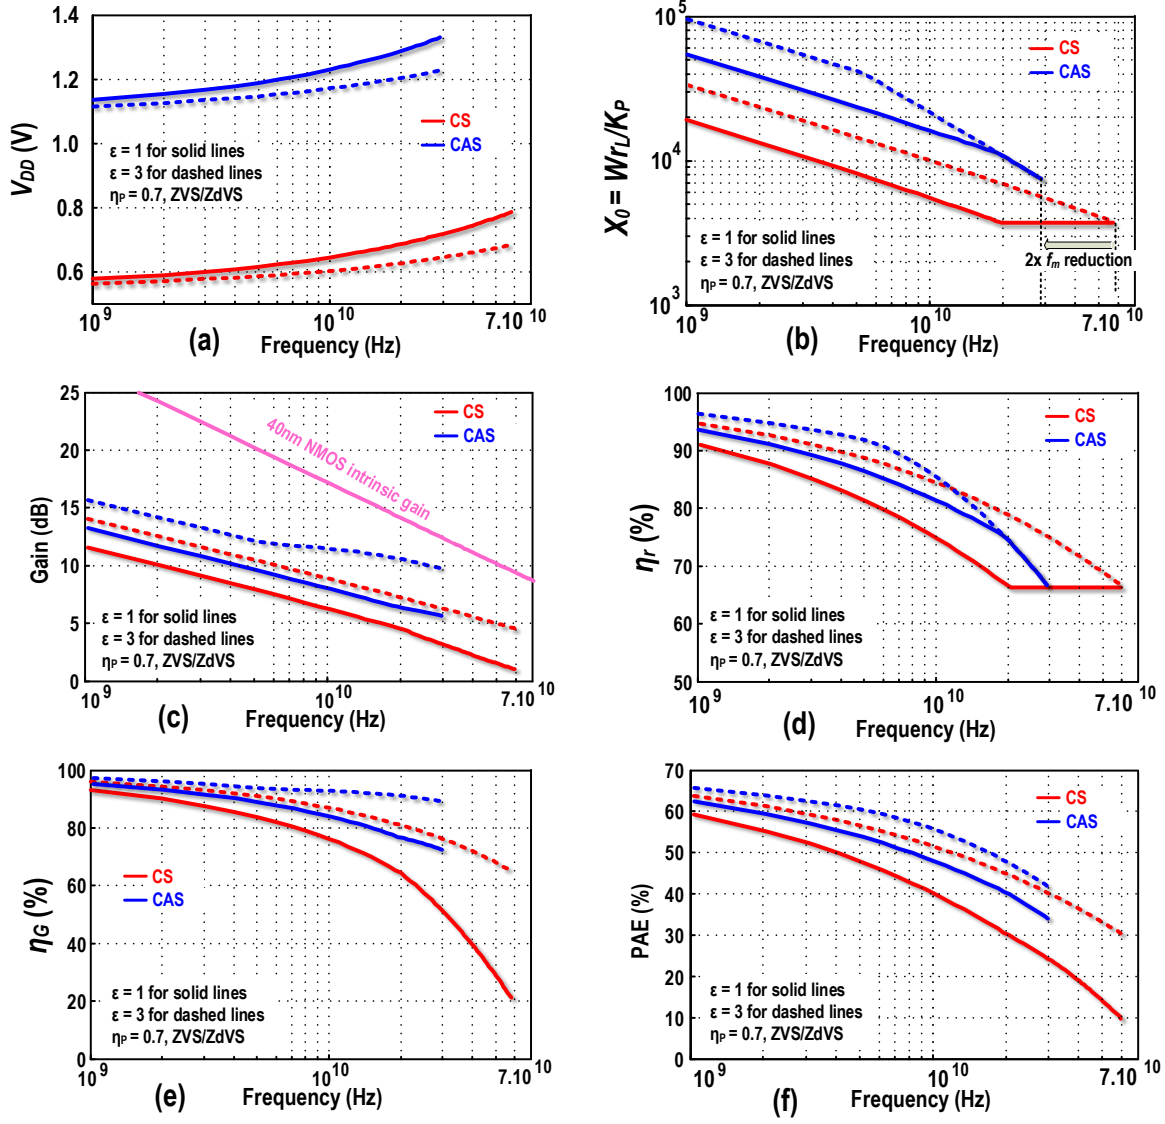 1.4
1.2
1.0
0.8
0.6
V_DD (V)
CS
CAS
ε = 1 for solid lines
ε = 3 for dashed lines
η_P = 0.7, ZVS/ZdVS
10^9
10^10
7.10^10
(a)
Frequency (Hz)
10^5
10^4
10^3
X_0 = Wr_L/K_P
CS
CAS
ε = 1 for solid lines
ε = 3 for dashed lines
η_P = 0.7, ZVS/ZdVS
2x f_m reduction
10^9
10^10
7.10^10
(b)
Frequency (Hz)
25
20
15
10
5
0
Gain (dB)
CS
CAS
40nm NMOS intrinsic gain
ε = 1 for solid lines
ε = 3 for dashed lines
η_P = 0.7, ZVS/ZdVS
10^9
10^10
7.10^10
(c)
Frequency (Hz)
100
90
80
70
60
50
η_r (%)
CS
CAS
ε = 1 for solid lines
ε = 3 for dashed lines
η_P = 0.7, ZVS/ZdVS
10^9
10^10
7.10^10
(d)
Frequency (Hz)
100
80
60
40
20
0
η_G (%)
CS
CAS
ε = 1 for solid lines
ε = 3 for dashed lines
η_P = 0.7, ZVS/ZdVS
10^9
10^10
7.10^10
(e)
Frequency (Hz)
70
60
50
40
30
20
10
0
PAE (%)
CS
CAS
ε = 1 for solid lines
ε = 3 for dashed lines
η_P = 0.7, ZVS/ZdVS
10^9
10^10
7.10^10
(f)
Frequency (Hz)